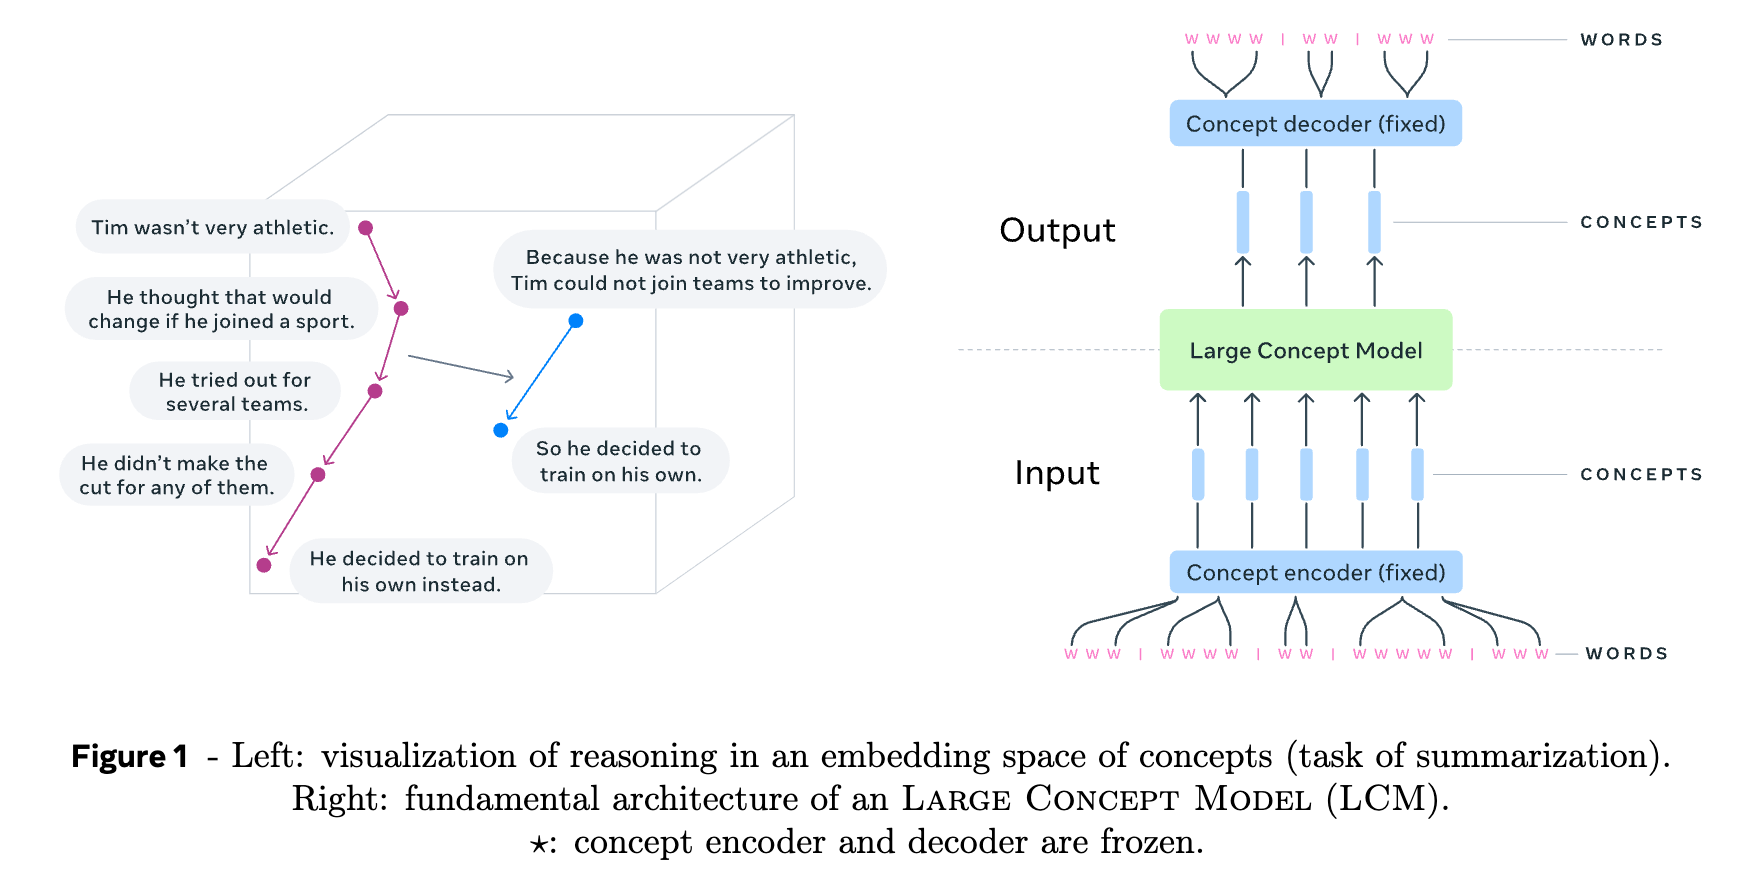 Tim wasn't very athletic.
He thought that would
change if he joined a sport.
He tried out for
several teams.
He didn't make the
cut for any of them.
He decided to train on
his own instead.
Because he was not very athletic,
Tim could not join teams to improve.
So he decided to
train on his own.
W W W W | W W | W W W
WORDS
Concept decoder (fixed)
Output
CONCEPTS
Large Concept Model
Input
CONCEPTS
Concept encoder (fixed)
W W W | W W W W | W W | W W W W W | W W W
WORDS
Figure 1 - Left: visualization of reasoning in an embedding space of concepts (task of summarization).
Right: fundamental architecture of an LARGE CONCEPT MODEL (LCM).
⋆: concept encoder and decoder are frozen.